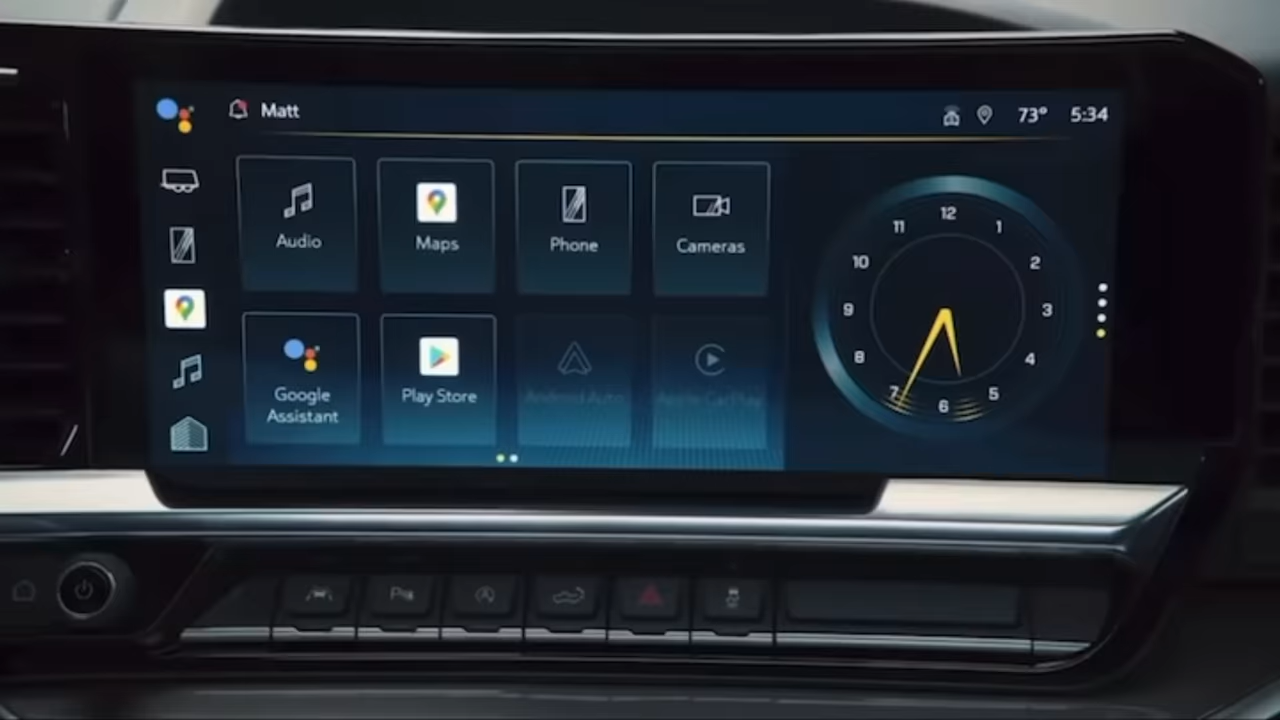 Matt
73° 5:34
Audio
Maps
Phone
Cameras
Google
Assistant
Play Store
Android Auto
Apple CarPlay
12
1
2
3
4
5
6
7
8
9
10
11
P
A